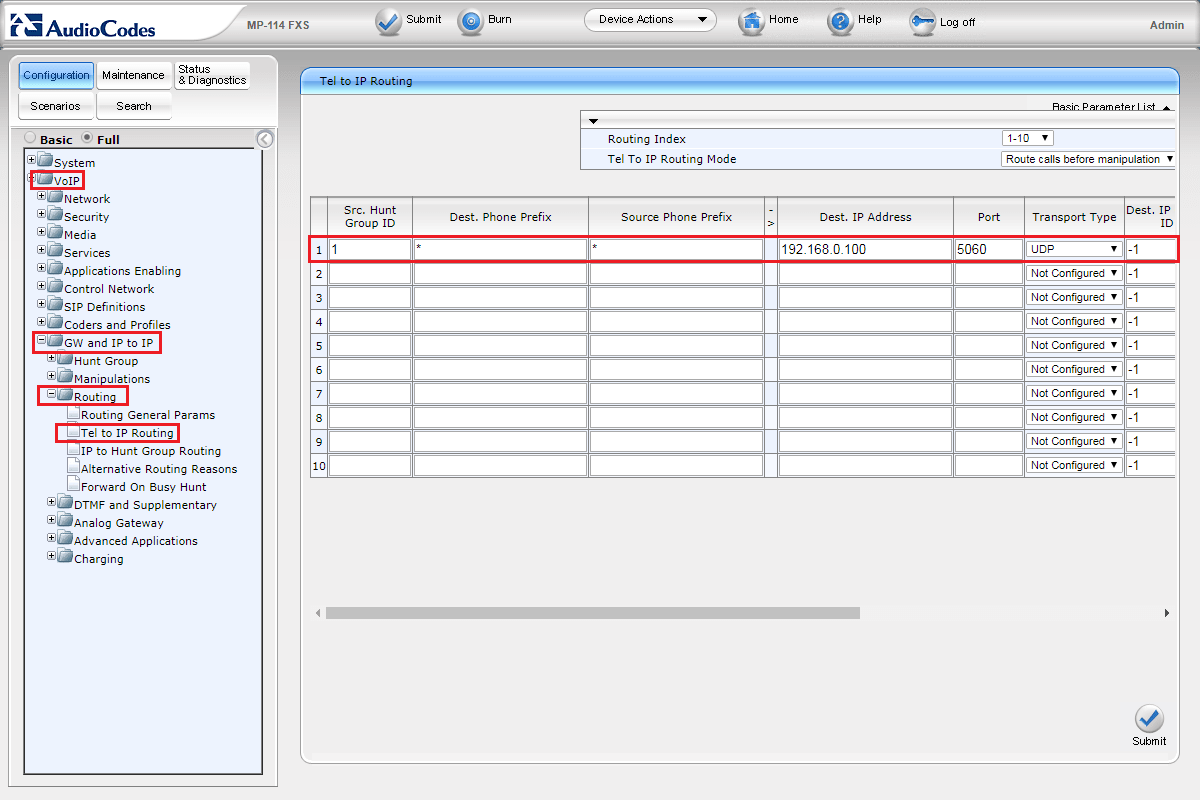 AudioCodes
MP-114 FXS
Submit
Burn
Device Actions
Home
Help
Log off
Admin
Configuration
Maintenance
Status
& Diagnostics
Scenarios
Search
Basic Full
System
VoIP
Network
Security
Media
Services
Applications Enabling
Control Network
SIP Definitions
Coders and Profiles
GW and IP to IP
Hunt Group
Manipulations
Routing
Routing General Params
Tel to IP Routing
IP to Hunt Group Routing
Alternative Routing Reasons
Forward On Busy Hunt
DTMF and Supplementary
Analog Gateway
Advanced Applications
Charging
Tel to IP Routing
Basic Parameter List
Routing Index 1-10
Tel To IP Routing Mode Route calls before manipulation
Src. Hunt Group ID Dest. Phone Prefix Source Phone Prefix -> Dest. IP Address Port Transport Type Dest. IP ID
1 1 * * 192.168.0.100 5060 UDP -1
2 Not Configured -1
3 Not Configured -1
4 Not Configured -1
5 Not Configured -1
6 Not Configured -1
7 Not Configured -1
8 Not Configured -1
9 Not Configured -1
10 Not Configured -1
Submit